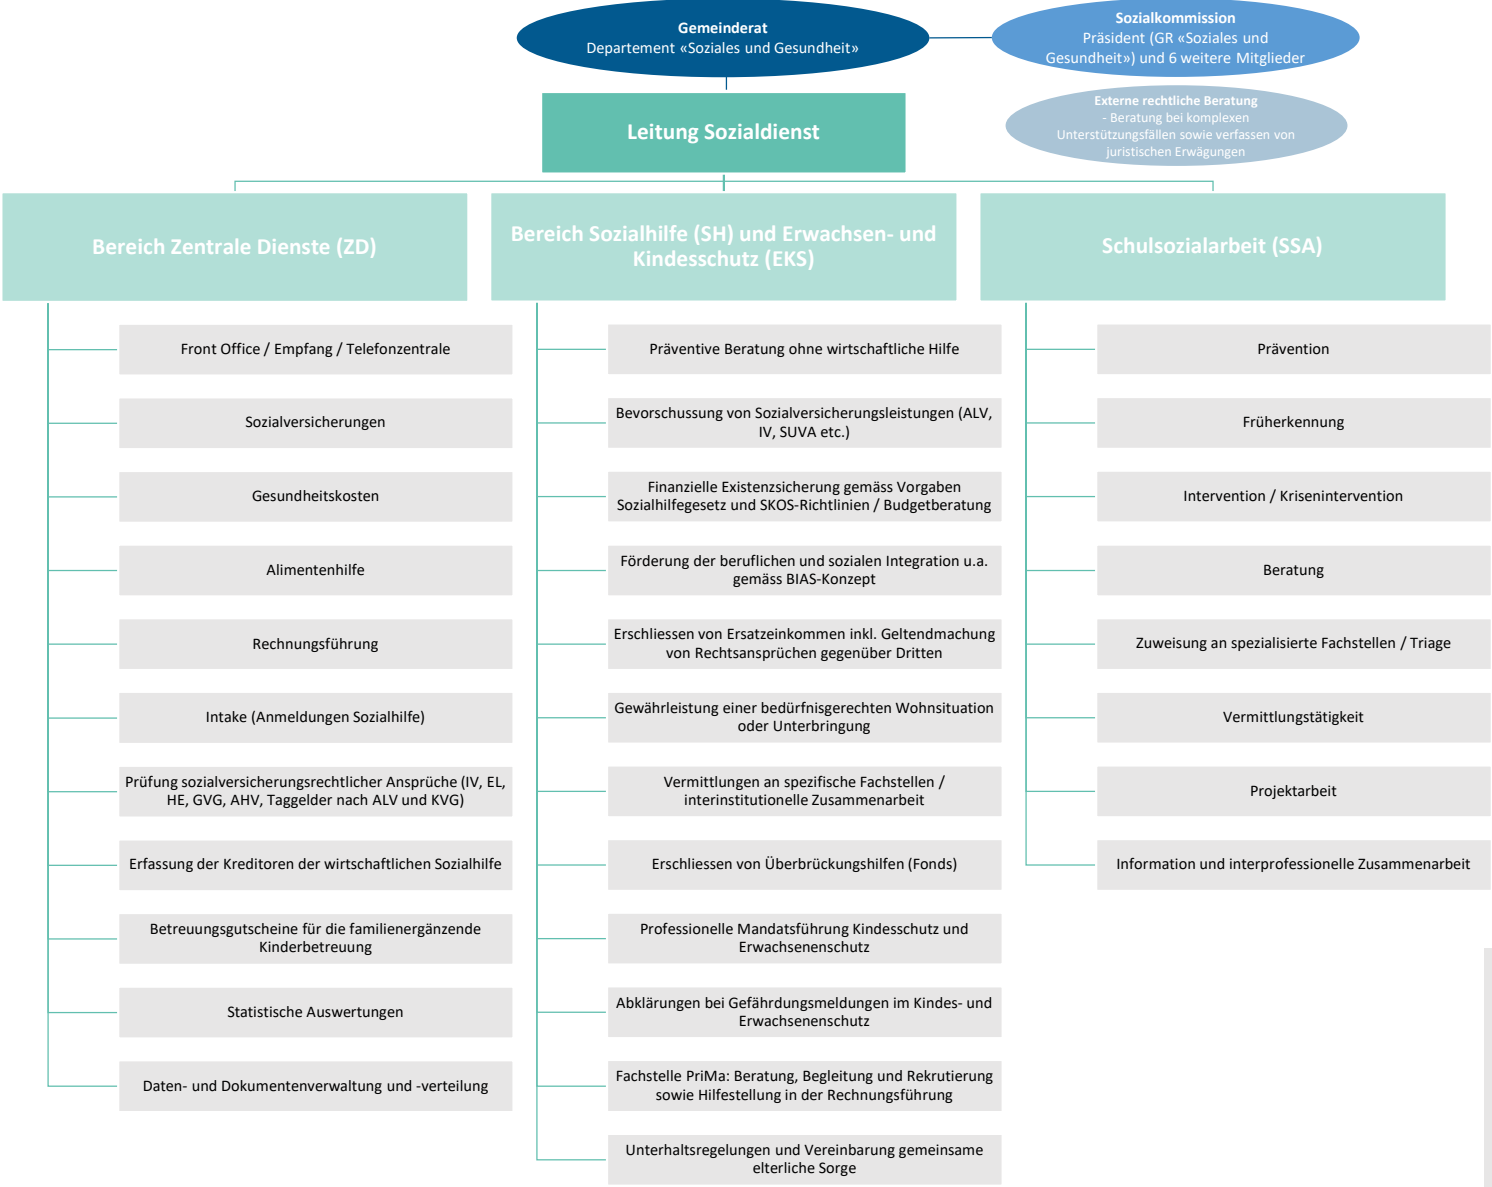 Gemeinderat
Departement «Soziales und Gesundheit»
Sozialkommission
Präsident (GR «Soziales und
Gesundheit») und 6 weitere Mitglieder
Externe rechtliche Beratung
- Beratung bei komplexen
Unterstützungsfällen sowie verfassen von
juristischen Erwägungen
Leitung Sozialdienst
Bereich Zentrale Dienste (ZD)
Front Office / Empfang / Telefonzentrale
Sozialversicherungen
Gesundheitskosten
Alimentenhilfe
Rechnungsführung
Intake (Anmeldungen Sozialhilfe)
Prüfung sozialversicherungsrechtlicher Ansprüche (IV, EL,
HE, GVG, AHV, Taggelder nach ALV und KVG)
Erfassung der Kreditoren der wirtschaftlichen Sozialhilfe
Betreuungsgutscheine für die familienergänzende
Kinderbetreuung
Statistische Auswertungen
Daten- und Dokumentenverwaltung und -verteilung
Bereich Sozialhilfe (SH) und Erwachsen- und
Kindesschutz (EKS)
Präventive Beratung ohne wirtschaftliche Hilfe
Bevorschussung von Sozialversicherungsleistungen (ALV,
IV, SUVA etc.)
Finanzielle Existenzsicherung gemäss Vorgaben
Sozialhilfegesetz und SKOS-Richtlinien / Budgetberatung
Förderung der beruflichen und sozialen Integration u.a.
gemäss BIAS-Konzept
Erschliessen von Ersatzeinkommen inkl. Geltendmachung
von Rechtsansprüchen gegenüber Dritten
Gewährleistung einer bedürfnisgerechten Wohnsituation
oder Unterbringung
Vermittlungen an spezifische Fachstellen /
interinstitutionelle Zusammenarbeit
Erschliessen von Überbrückungshilfen (Fonds)
Professionelle Mandatsführung Kindesschutz und
Erwachsenenschutz
Abklärungen bei Gefährdungsmeldungen im Kindes- und
Erwachsenenschutz
Fachstelle PriMa: Beratung, Begleitung und Rekrutierung
sowie Hilfestellung in der Rechnungsführung
Unterhaltsregelungen und Vereinbarung gemeinsame
elterliche Sorge
Schulsozialarbeit (SSA)
Prävention
Früherkennung
Intervention / Krisenintervention
Beratung
Zuweisung an spezialisierte Fachstellen / Triage
Vermittlungstätigkeit
Projektarbeit
Information und interprofessionelle Zusammenarbeit